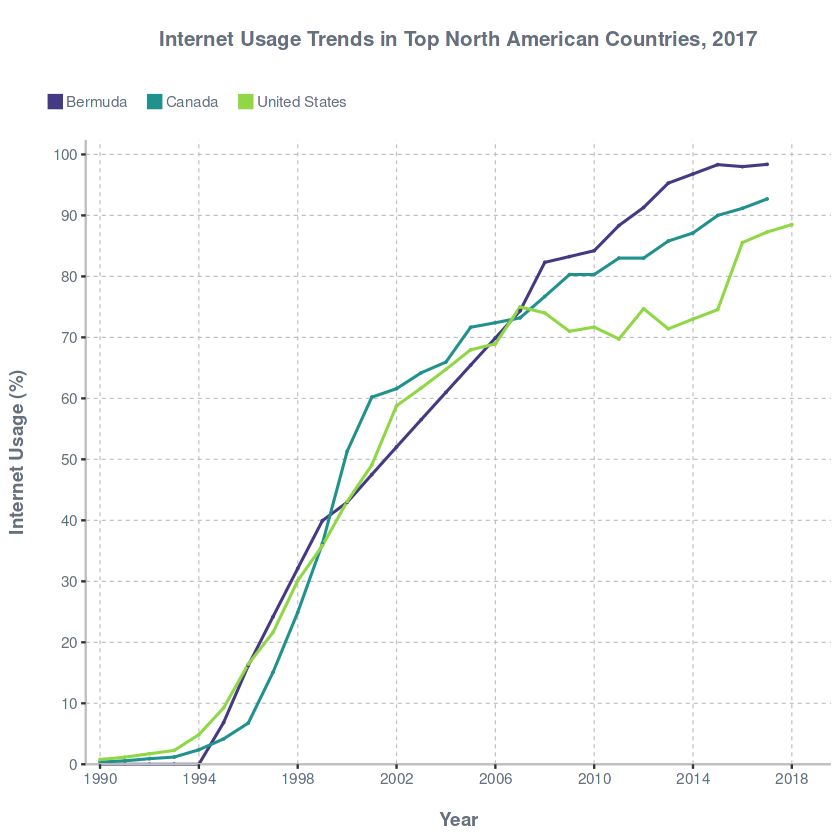 Internet Usage Trends in Top North American Countries, 2017
Bermuda Canada United States
100
90
80
70
60
50
40
30
20
10
0
Internet Usage (%)
1990 1994 1998 2002 2006 2010 2014 2018
Year